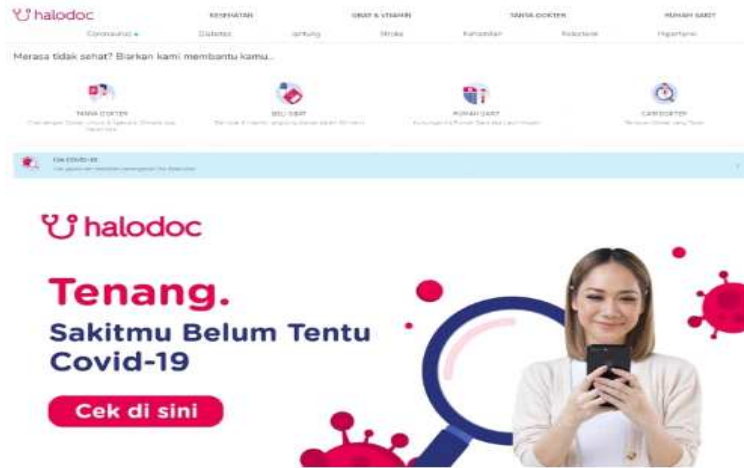 halodoc
KESEHATAN
OBAT & VITAMIN
TANYA DOKTER
RUMAH SAKIT
Coronavirus
Diabetes
Jantung
Stroke
Kehamilan
Kolesterol
Hipertensi
Merasa tidak sehat? Biarkan kami membantu kamu...
TANYA DOKTER
BELI OBAT
RUMAH SAKIT
CARI DOKTER
Cek COVID-19
halodoc
Tenang.
Sakitmu Belum Tentu
Covid-19
Cek di sini